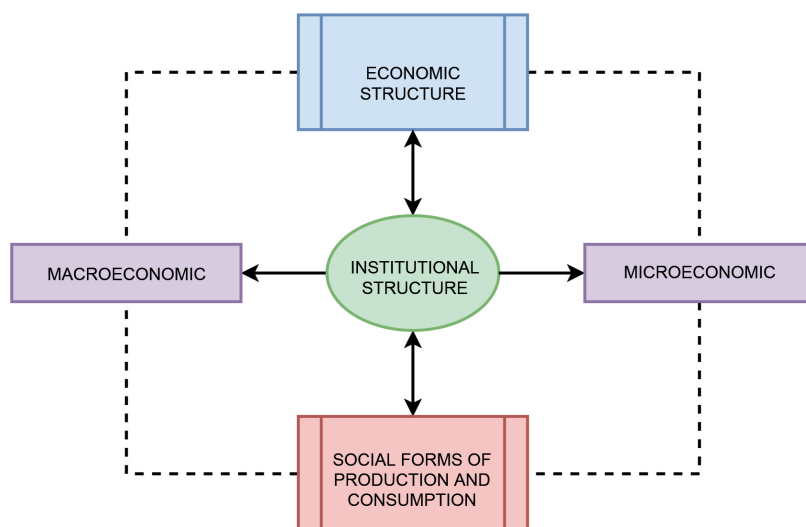 ECONOMIC
STRUCTURE
MACROECONOMIC
INSTITUTIONAL
STRUCTURE
MICROECONOMIC
SOCIAL FORMS OF
PRODUCTION AND
CONSUMPTION